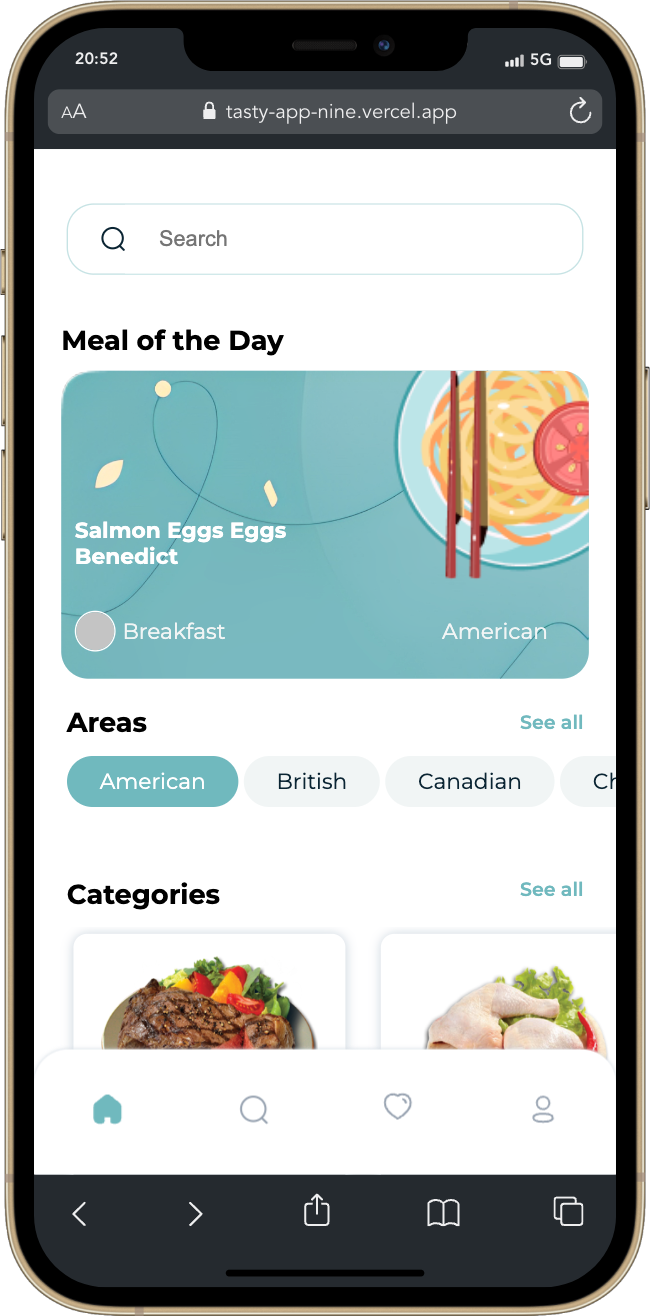 20:52
5G
AA
tasty-app-nine.vercel.app
Search
Meal of the Day
Salmon Eggs Eggs
Benedict
Breakfast
American
Areas
See all
American
British
Canadian
Ch
Categories
See all